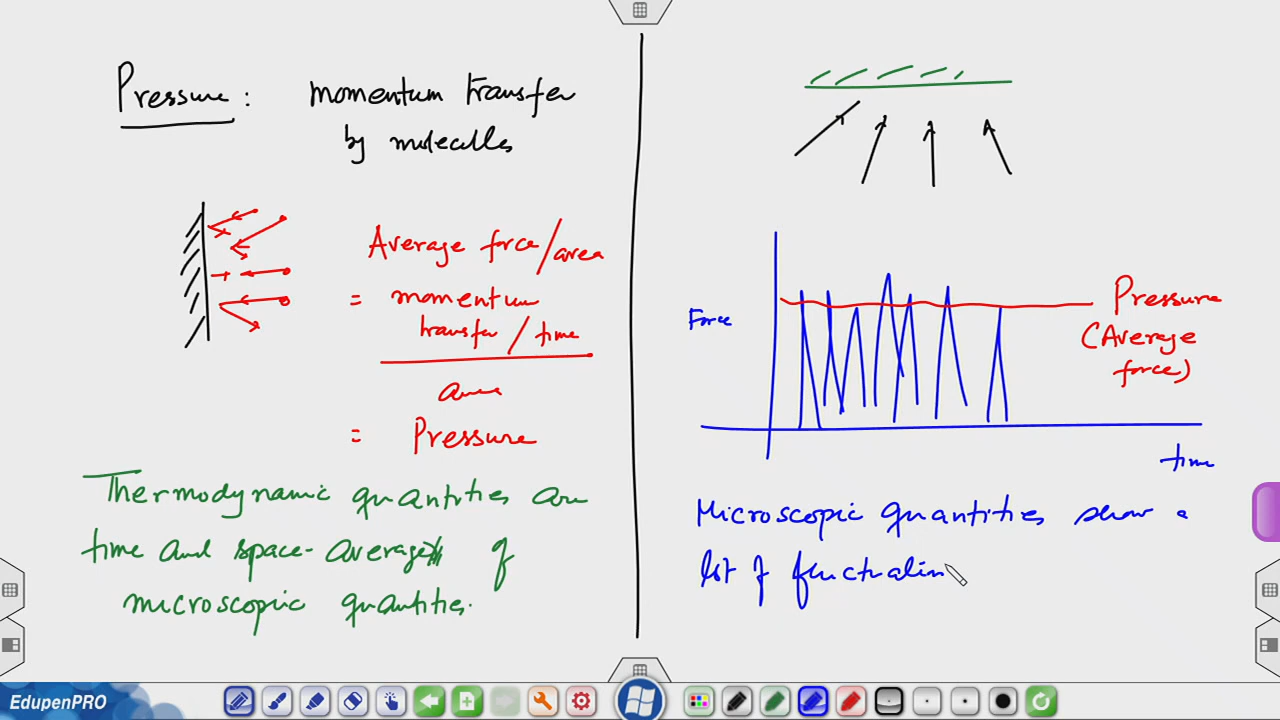 Pressure: momentum transfer
by molecules
Average force/area
= momentum
transfer / time
area
= Pressure
Thermodynamic quantities are
time and space-average of
microscopic quantities.
Force
Pressure
(Average
force)
time
Microscopic quantities show a
lot of fluctuation
EdupenPRO